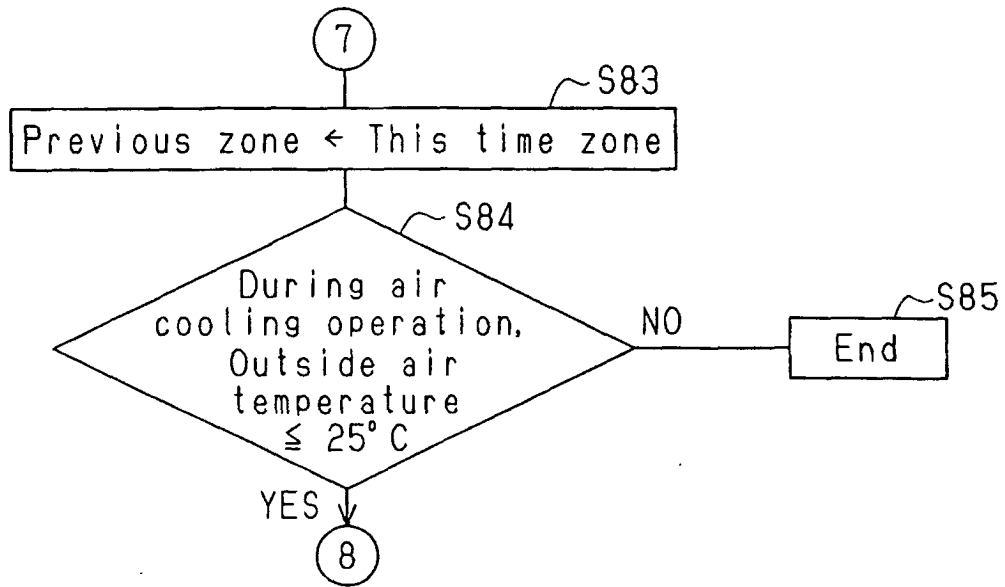 7
S83
Previous zone ← This time zone
S84
During air
cooling operation,
Outside air
temperature
≦ 25°C
NO
S85
End
YES
8